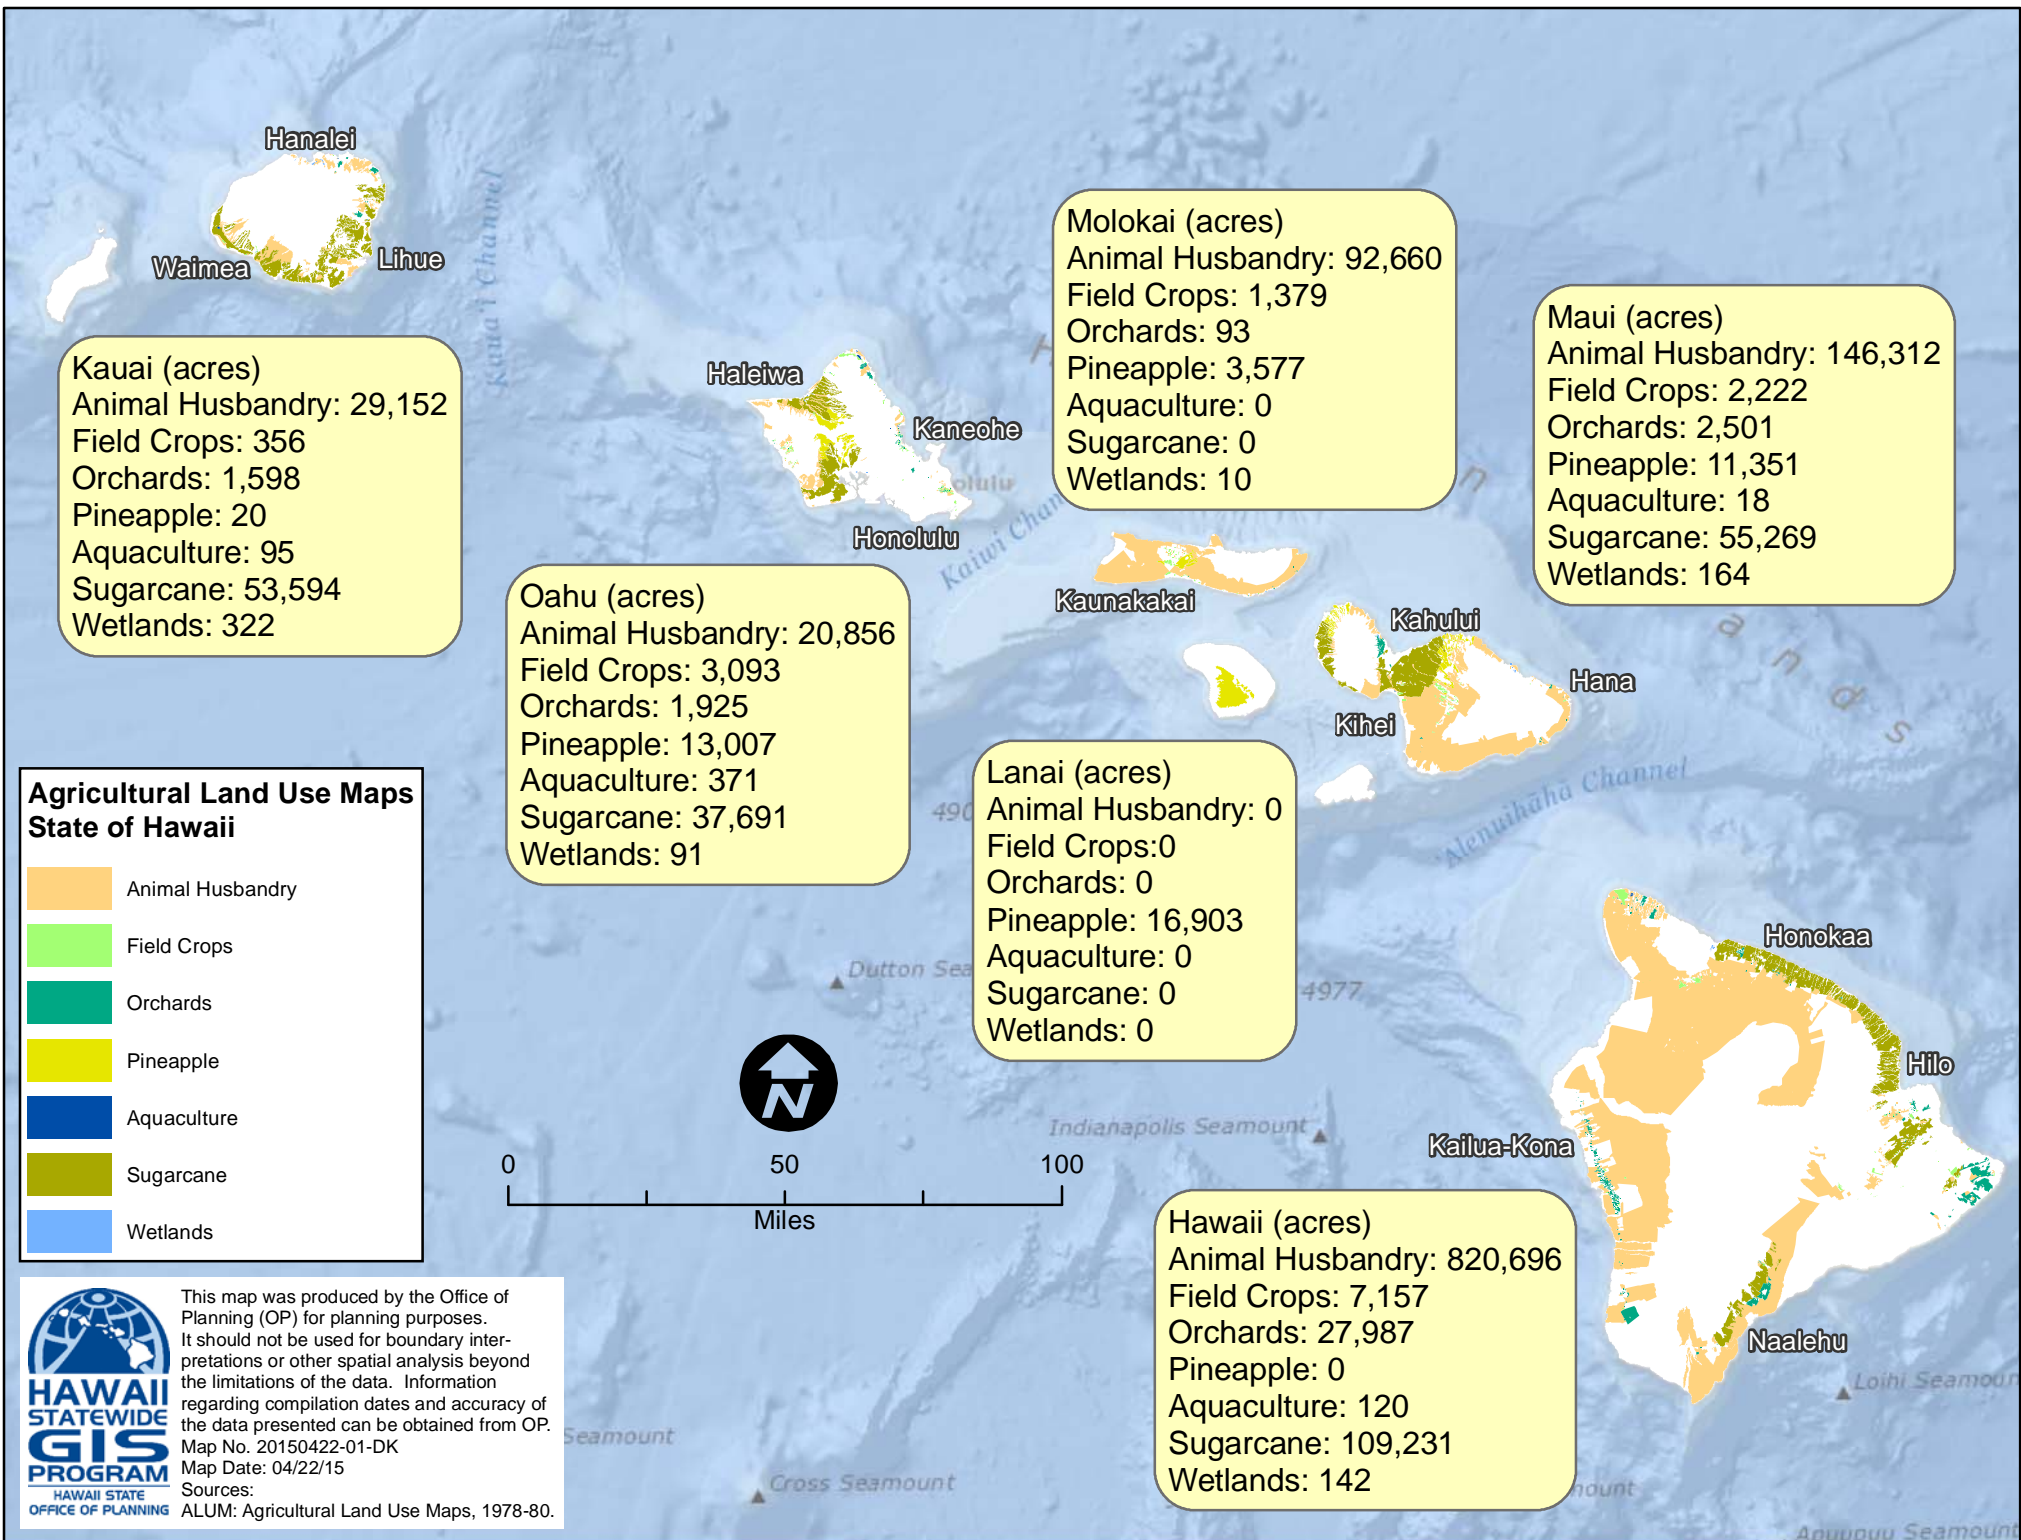 Hanalei
Waimea
Lihue
Kaua'i Channel
Kauai (acres)
Animal Husbandry: 29,152
Field Crops: 356
Orchards: 1,598
Pineapple: 20
Aquaculture: 95
Sugarcane: 53,594
Wetlands: 322
Haleiwa
Kaneohe
Honolulu
Kaiwi Chan
Oahu (acres)
Animal Husbandry: 20,856
Field Crops: 3,093
Orchards: 1,925
Pineapple: 13,007
Aquaculture: 371
Sugarcane: 37,691
Wetlands: 91
Molokai (acres)
Animal Husbandry: 92,660
Field Crops: 1,379
Orchards: 93
Pineapple: 3,577
Aquaculture: 0
Sugarcane: 0
Wetlands: 10
Kaunakakai
Maui (acres)
Animal Husbandry: 146,312
Field Crops: 2,222
Orchards: 2,501
Pineapple: 11,351
Aquaculture: 18
Sugarcane: 55,269
Wetlands: 164
Kahului
Hana
Kihei
'Alenuihāhā Channel
Lanai (acres)
Animal Husbandry: 0
Field Crops:0
Orchards: 0
Pineapple: 16,903
Aquaculture: 0
Sugarcane: 0
Wetlands: 0
490
4977
Dutton Sea
Indianapolis Seamount
Honokaa
Hilo
Kailua-Kona
Naalehu
Loihi Seamoun
Hawaii (acres)
Animal Husbandry: 820,696
Field Crops: 7,157
Orchards: 27,987
Pineapple: 0
Aquaculture: 120
Sugarcane: 109,231
Wetlands: 142
Agricultural Land Use Maps
State of Hawaii
Animal Husbandry
Field Crops
Orchards
Pineapple
Aquaculture
Sugarcane
Wetlands
N
0 50 100
Miles
HAWAII
STATEWIDE
GIS
PROGRAM
HAWAII STATE
OFFICE OF PLANNING
This map was produced by the Office of
Planning (OP) for planning purposes.
It should not be used for boundary inter-
pretations or other spatial analysis beyond
the limitations of the data. Information
regarding compilation dates and accuracy of
the data presented can be obtained from OP.
Map No. 20150422-01-DK
Map Date: 04/22/15
Sources:
ALUM: Agricultural Land Use Maps, 1978-80.
Seamount
Cross Seamount
mount
Apuupuu Seamount